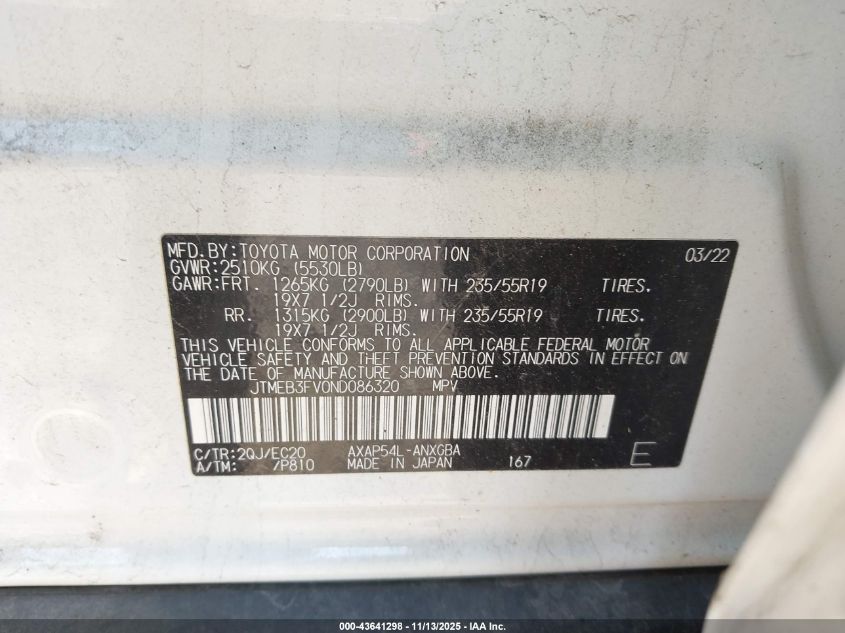 MFD.BY:TOYOTA MOTOR CORPORATION 03/22
GVWR:2510KG (5530LB)
GAWR:FRT. 1265KG (2790LB) WITH 235/55R19 TIRES.
19X7 1/2J RIMS.
RR. 1315KG (2900LB) WITH 235/55R19 TIRES.
19X7 1/2J RIMS.
THIS VEHICLE CONFORMS TO ALL APPLICABLE FEDERAL MOTOR
VEHICLE SAFETY AND THEFT PREVENTION STANDARDS IN EFFECT ON
THE DATE OF MANUFACTURE SHOWN ABOVE.
JTMEB3FV0ND086320 MPV
C/TR:2QJ/EC20 AXAP54L-ANXGBA
A/TM: /P810 MADE IN JAPAN 167 E
000-43641298 - 11/13/2025 - IAA Inc.